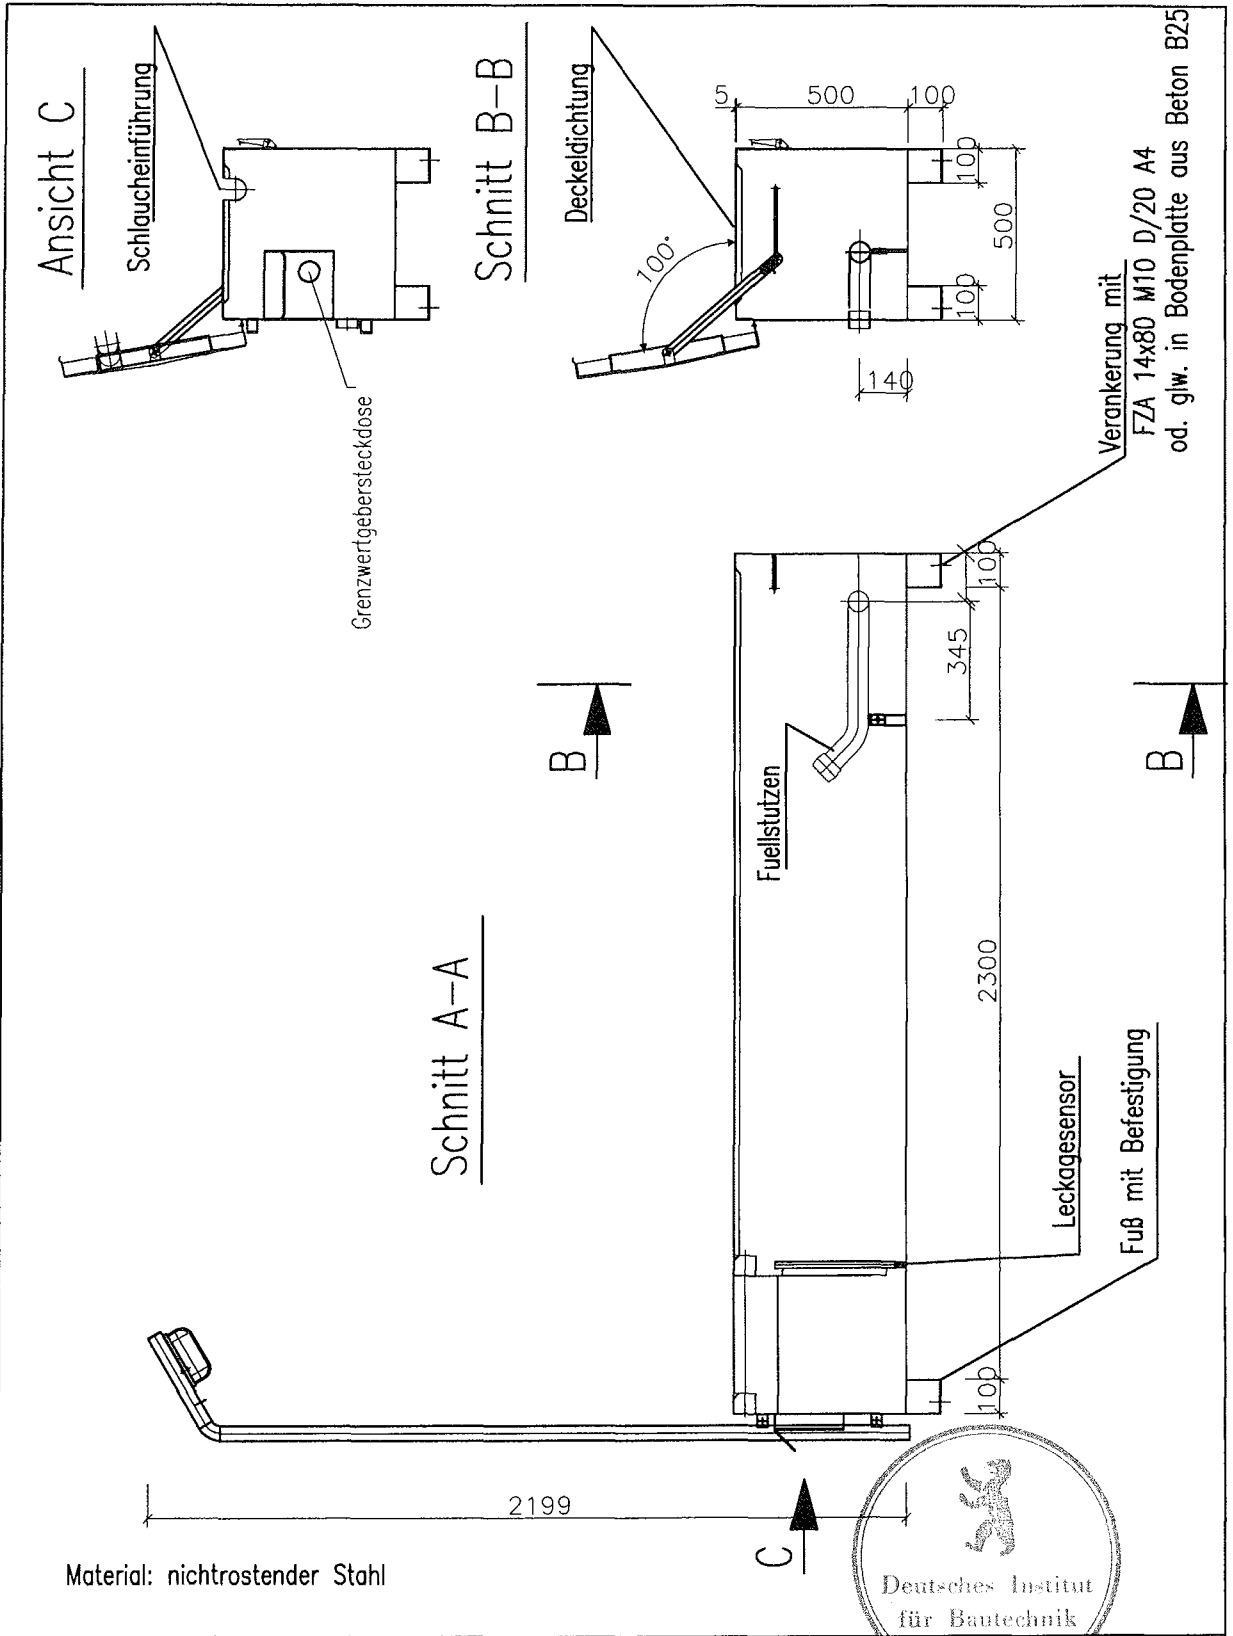 Ansicht C
Schlaucheinführung
Grenzwertgebersteckdose
Schnitt B-B
Deckeldichtung
100°
5
500
100
100
500
100
140
Verankerung mit
FZA 14x80 M10 D/20 A4
od. glw. in Bodenplatte aus Beton B25
Schnitt A-A
B
B
Fuellstutzen
345
100
2300
100
Leckagesensor
Fuß mit Befestigung
2199
C
Material: nichtrostender Stahl
Deutsches Institut
für Bautechnik